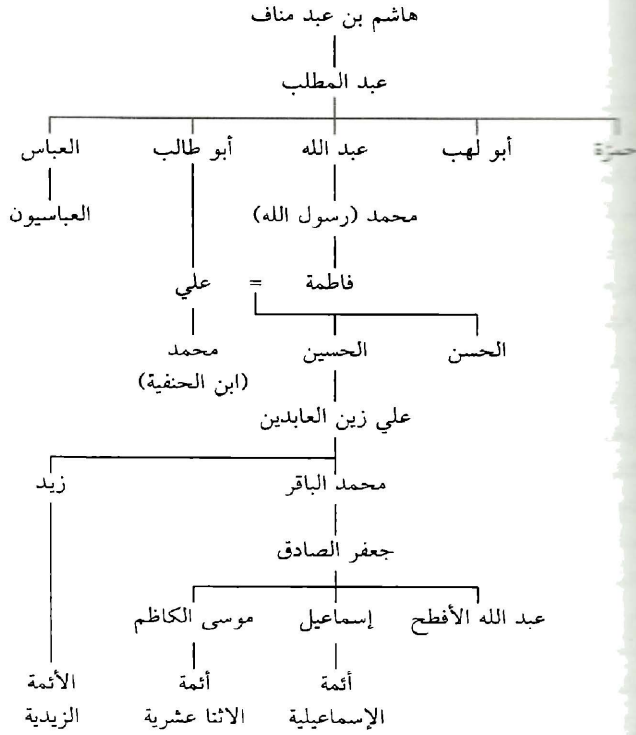 هاشم بن عبد مناف
عبد المطلب
حمزة
أبو لهب
عبد الله
أبو طالب
العباس
محمد (رسول الله)
العباسيون
فاطمة
=
علي
الحسن
الحسين
محمد
(ابن الحنفية)
علي زين العابدين
محمد الباقر
زيد
جعفر الصادق
عبد الله الأفطح
إسماعيل
موسى الكاظم
أئمة
الإسماعيلية
أئمة
الاثنا عشرية
الأئمة
الزيدية